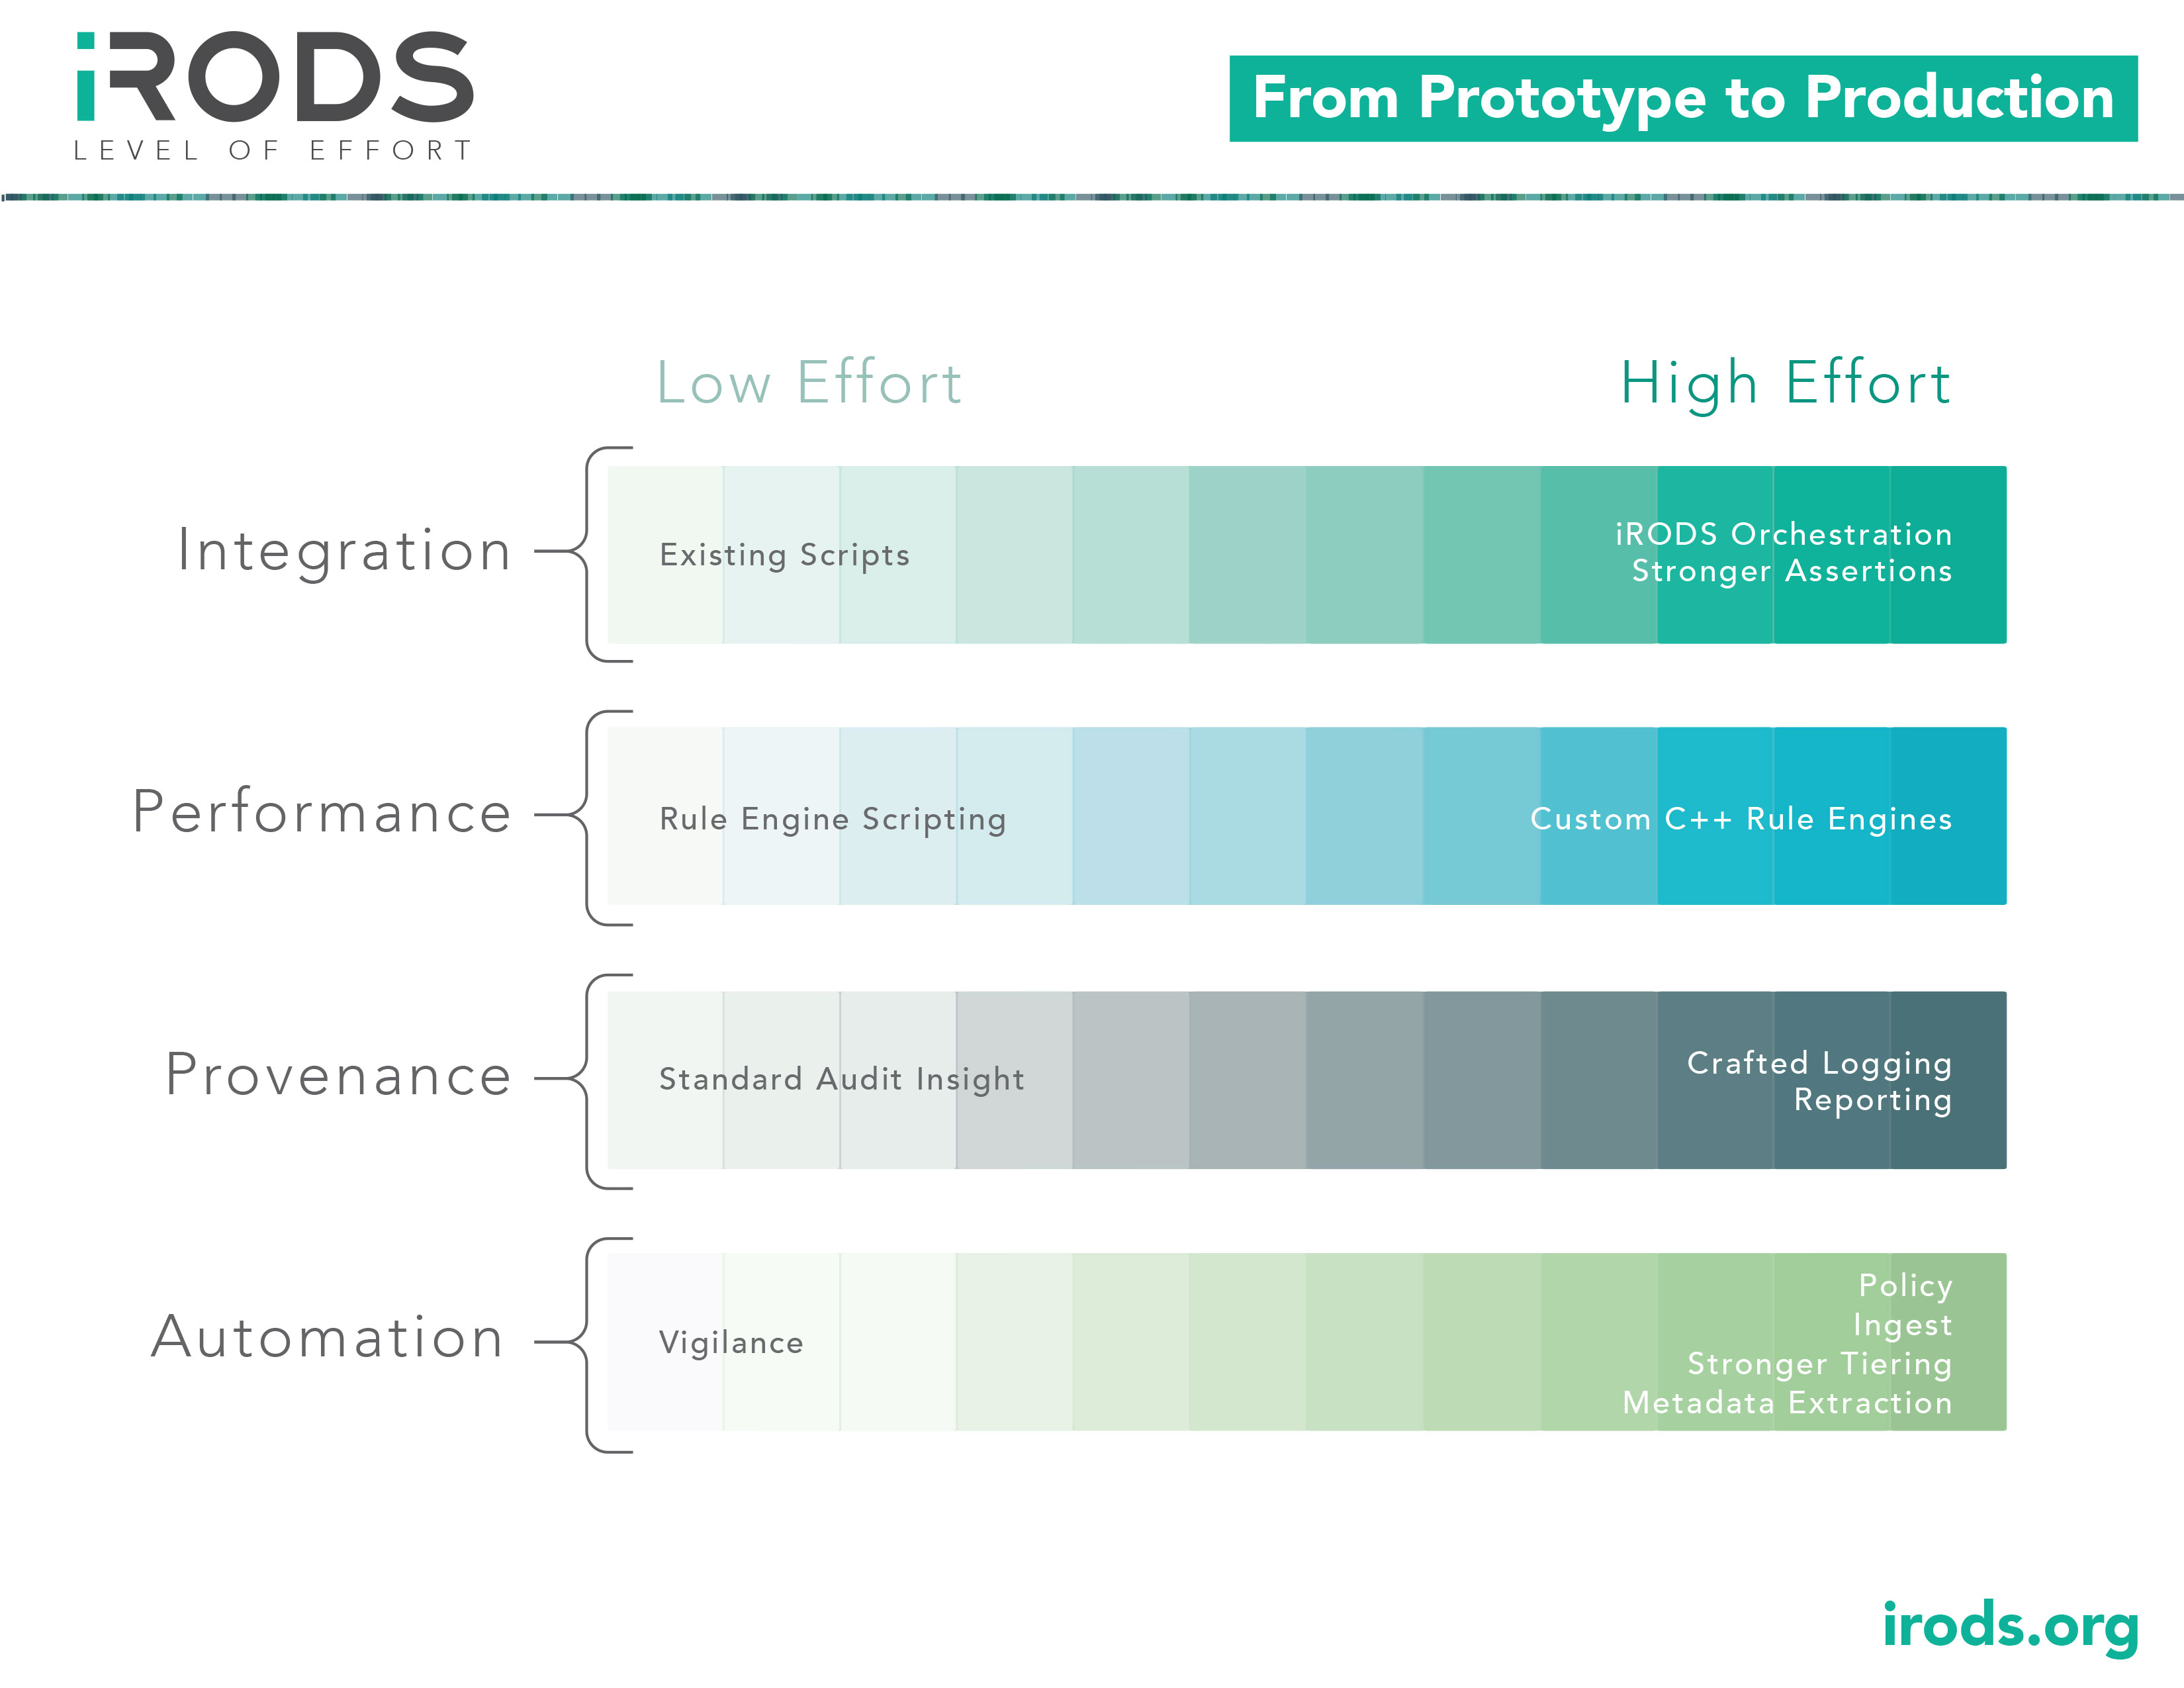 iRODS
LEVEL OF EFFORT
From Prototype to Production
Low Effort
High Effort
Integration
Existing Scripts
iRODS Orchestration
Stronger Assertions
Performance
Rule Engine Scripting
Custom C++ Rule Engines
Provenance
Standard Audit Insight
Crafted Logging
Reporting
Automation
Vigilance
Policy
Ingest
Stronger Tiering
Metadata Extraction
irods.org